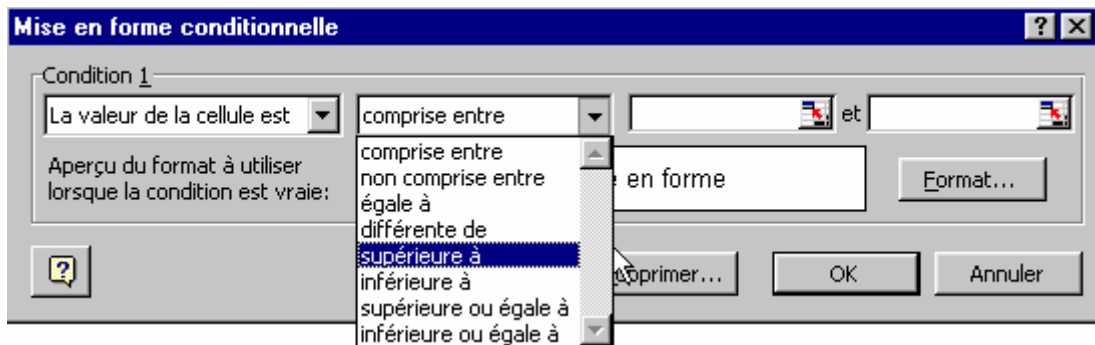 Mise en forme conditionnelle
Condition 1
La valeur de la cellule est
comprise entre
et
Aperçu du format à utiliser
lorsque la condition est vraie:
en forme
Format...
comprise entre
non comprise entre
égale à
différente de
supérieure à
inférieure à
supérieure ou égale à
inférieure ou égale à
pprimer...
OK
Annuler